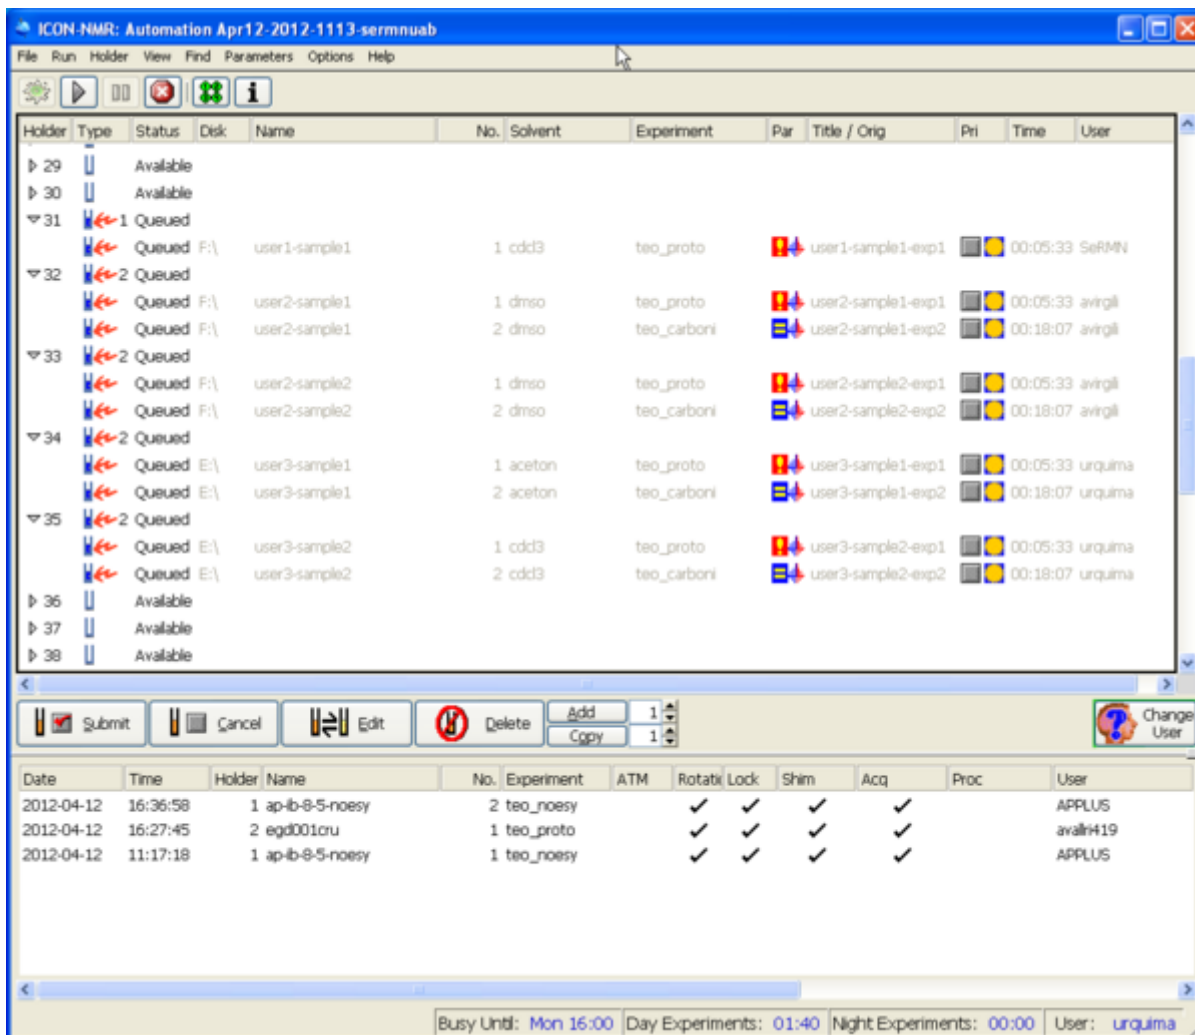 ICON-NMR: Automation Apr12-2012-1113-sermnuab
File Run Holder View Find Parameters Options Help
Holder Type Status Disk Name No. Solvent Experiment Par Title / Orig Pri Time User
29 Available
30 Available
31 1 Queued
Queued F:\ user1-sample1 1 cdcl3 teo_proto user1-sample1-exp1 00:05:33 SeRMN
32 2 Queued
Queued F:\ user2-sample1 1 dmso teo_proto user2-sample1-exp1 00:05:33 avirgili
Queued F:\ user2-sample1 2 dmso teo_carboni user2-sample1-exp2 00:18:07 avirgili
33 2 Queued
Queued F:\ user2-sample2 1 dmso teo_proto user2-sample2-exp1 00:05:33 avirgili
Queued F:\ user2-sample2 2 dmso teo_carboni user2-sample2-exp2 00:18:07 avirgili
34 2 Queued
Queued E:\ user3-sample1 1 aceton teo_proto user3-sample1-exp1 00:05:33 urquima
Queued E:\ user3-sample1 2 aceton teo_carboni user3-sample1-exp2 00:18:07 urquima
35 2 Queued
Queued E:\ user3-sample2 1 cdcl3 teo_proto user3-sample2-exp1 00:05:33 urquima
Queued E:\ user3-sample2 2 cdcl3 teo_carboni user3-sample2-exp2 00:18:07 urquima
36 Available
37 Available
38 Available
Submit Cancel Edit Delete Add 1 Change
Copy 1 User
Date Time Holder Name No. Experiment ATM Rotati Lock Shim Acq Proc User
2012-04-12 16:36:58 1 ap-ib-8-5-noesy 2 teo_noesy APPLUS
2012-04-12 16:27:45 2 egd001cru 1 teo_proto avallri419
2012-04-12 11:17:18 1 ap-ib-8-5-noesy 1 teo_noesy APPLUS
Busy Until: Mon 16:00 Day Experiments: 01:40 Night Experiments: 00:00 User: urquima